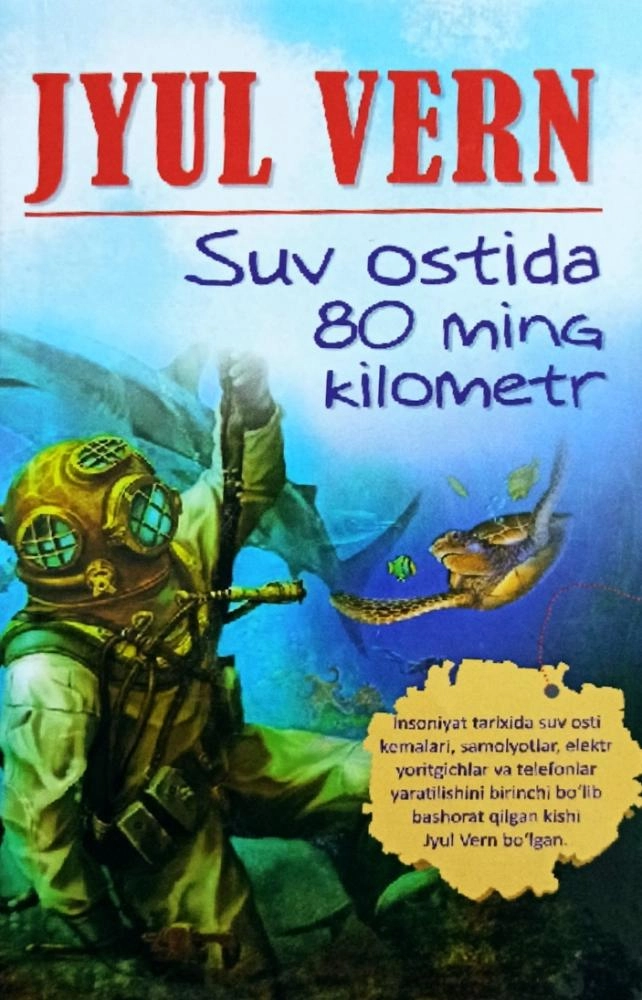 JYUL VERN
Suv ostida
80 ming
kilometr
Insoniyat tarixida suv osti
kemalari, samolyotlar, elektr
yoritgichlar va telefonlar
yaratilishini birinchi bo‘lib
bashorat qilgan kishi
Jyul Vern bo‘lgan.